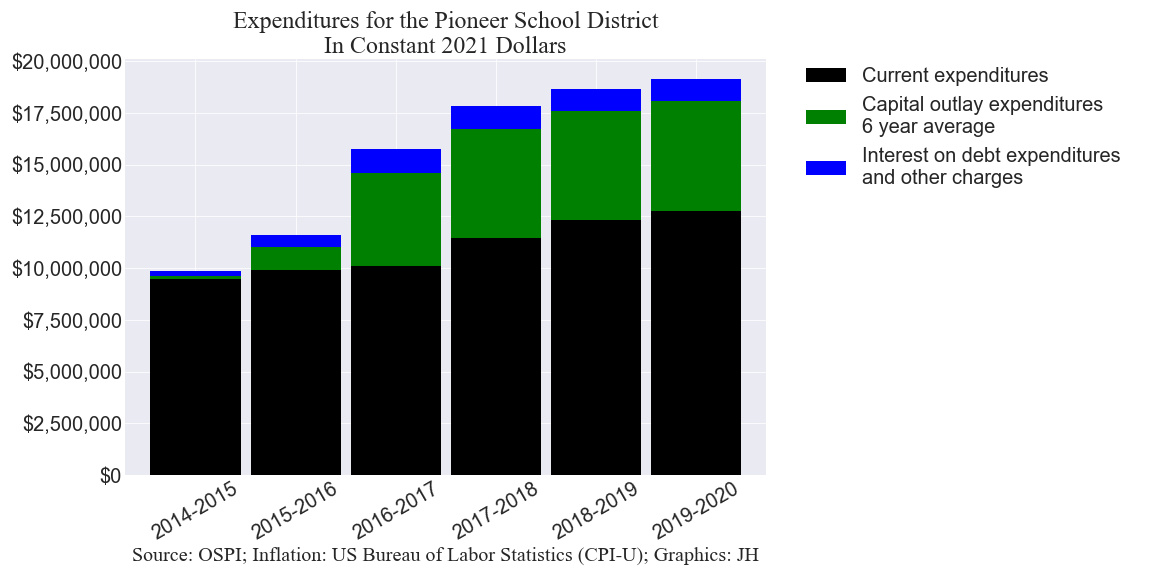 Expenditures for the Pioneer School District
In Constant 2021 Dollars
$20,000,000
$17,500,000
$15,000,000
$12,500,000
$10,000,000
$7,500,000
$5,000,000
$2,500,000
$0
2014-2015
2015-2016
2016-2017
2017-2018
2018-2019
2019-2020
Source: OSPI; Inflation: US Bureau of Labor Statistics (CPI-U); Graphics: JH
Current expenditures
Capital outlay expenditures
6 year average
Interest on debt expenditures
and other charges